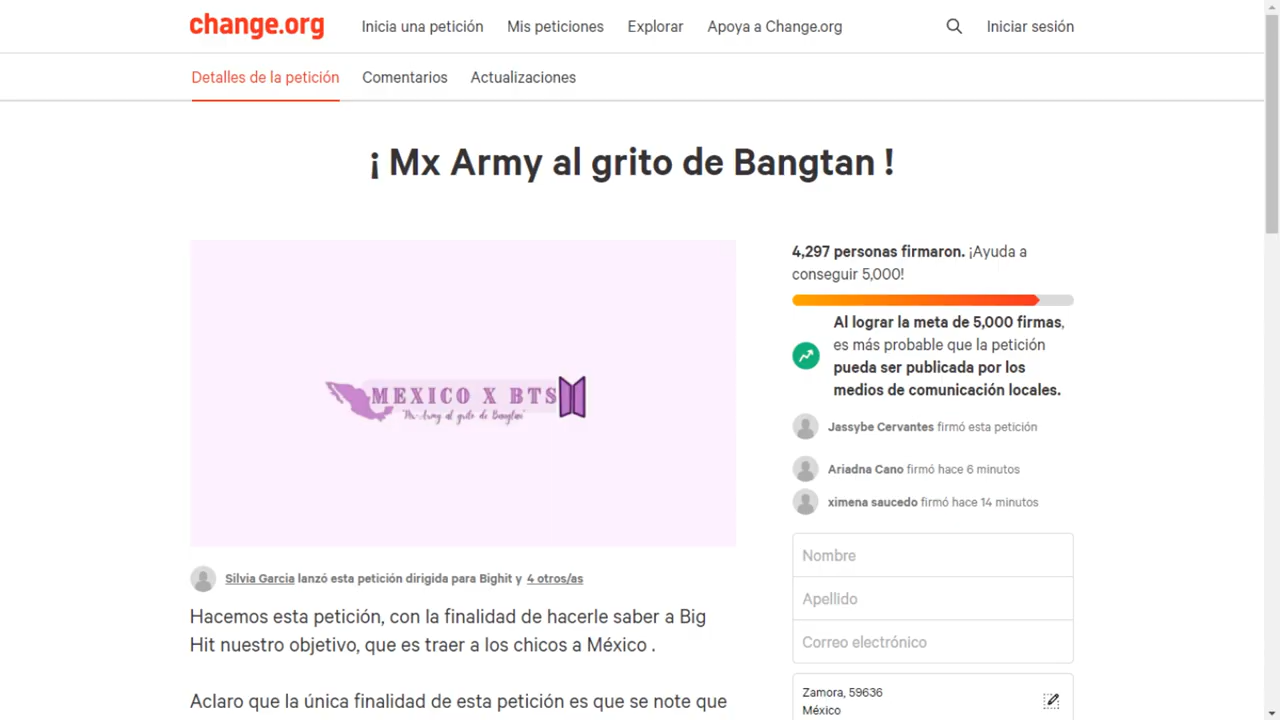 change.org
Inicia una petición
Mis peticiones
Explorar
Apoya a Change.org
Iniciar sesión
Detalles de la petición
Comentarios
Actualizaciones
¡ Mx Army al grito de Bangtan !
MEXICO X BTS
"Mx Army al grito de Bangtan"
Silvia Garcia lanzó esta petición dirigida para Bighit y 4 otros/as
Hacemos esta petición, con la finalidad de hacerle saber a Big
Hit nuestro objetivo, que es traer a los chicos a México .
Aclaro que la única finalidad de esta petición es que se note que
4,297 personas firmaron. ¡Ayuda a
conseguir 5,000!
Al lograr la meta de 5,000 firmas,
es más probable que la petición
pueda ser publicada por los
medios de comunicación locales.
Jassybe Cervantes firmó esta petición
Ariadna Cano firmó hace 6 minutos
ximena saucedo firmó hace 14 minutos
Nombre
Apellido
Correo electrónico
Zamora, 59636
México